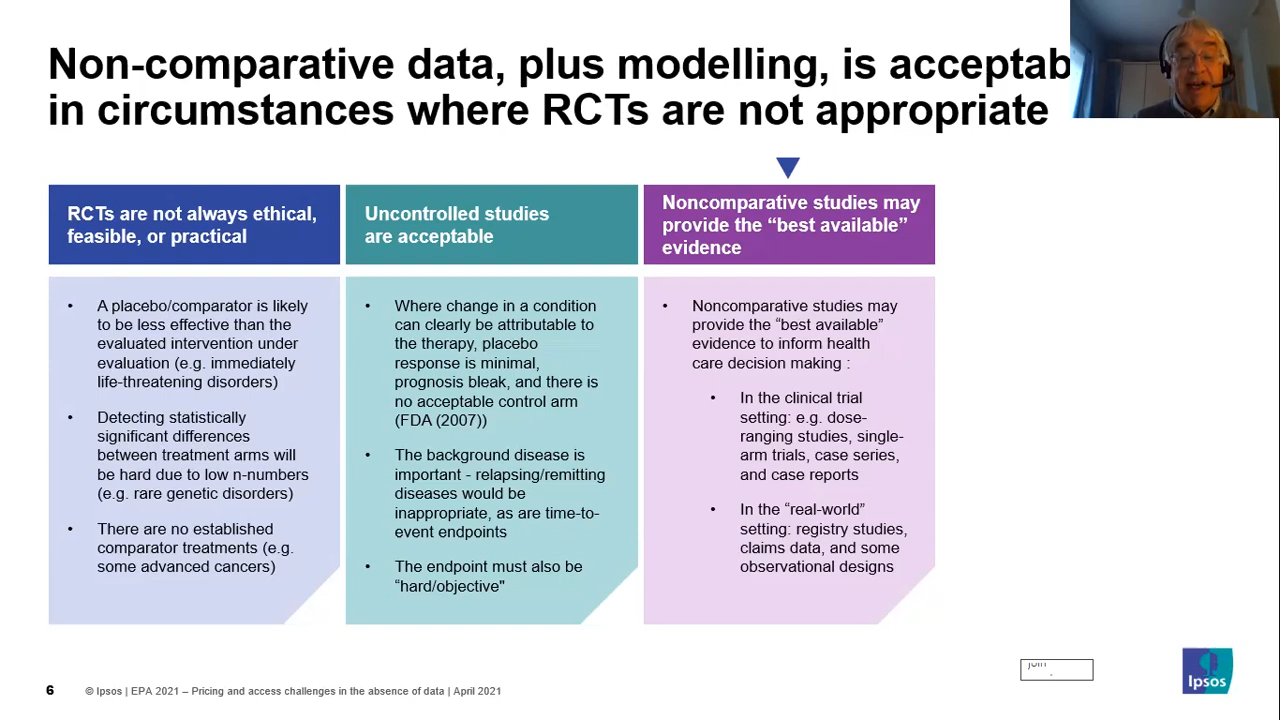 Non-comparative data, plus modelling, is acceptab
in circumstances where RCTs are not appropriate
RCTs are not always ethical,
feasible, or practical
• A placebo/comparator is likely
to be less effective than the
evaluated intervention under
evaluation (e.g. immediately
life-threatening disorders)
• Detecting statistically
significant differences
between treatment arms will
be hard due to low n-numbers
(e.g. rare genetic disorders)
• There are no established
comparator treatments (e.g.
some advanced cancers)
Uncontrolled studies
are acceptable
• Where change in a condition
can clearly be attributable to
the therapy, placebo
response is minimal,
prognosis bleak, and there is
no acceptable control arm
(FDA (2007))
• The background disease is
important - relapsing/remitting
diseases would be
inappropriate, as are time-to-
event endpoints
• The endpoint must also be
“hard/objective"
Noncomparative studies may
provide the “best available”
evidence
• Noncomparative studies may
provide the “best available”
evidence to inform health
care decision making :
• In the clinical trial
setting: e.g. dose-
ranging studies, single-
arm trials, case series,
and case reports
• In the “real-world”
setting: registry studies,
claims data, and some
observational designs
6
© Ipsos | EPA 2021 – Pricing and access challenges in the absence of data | April 2021
Ipsos